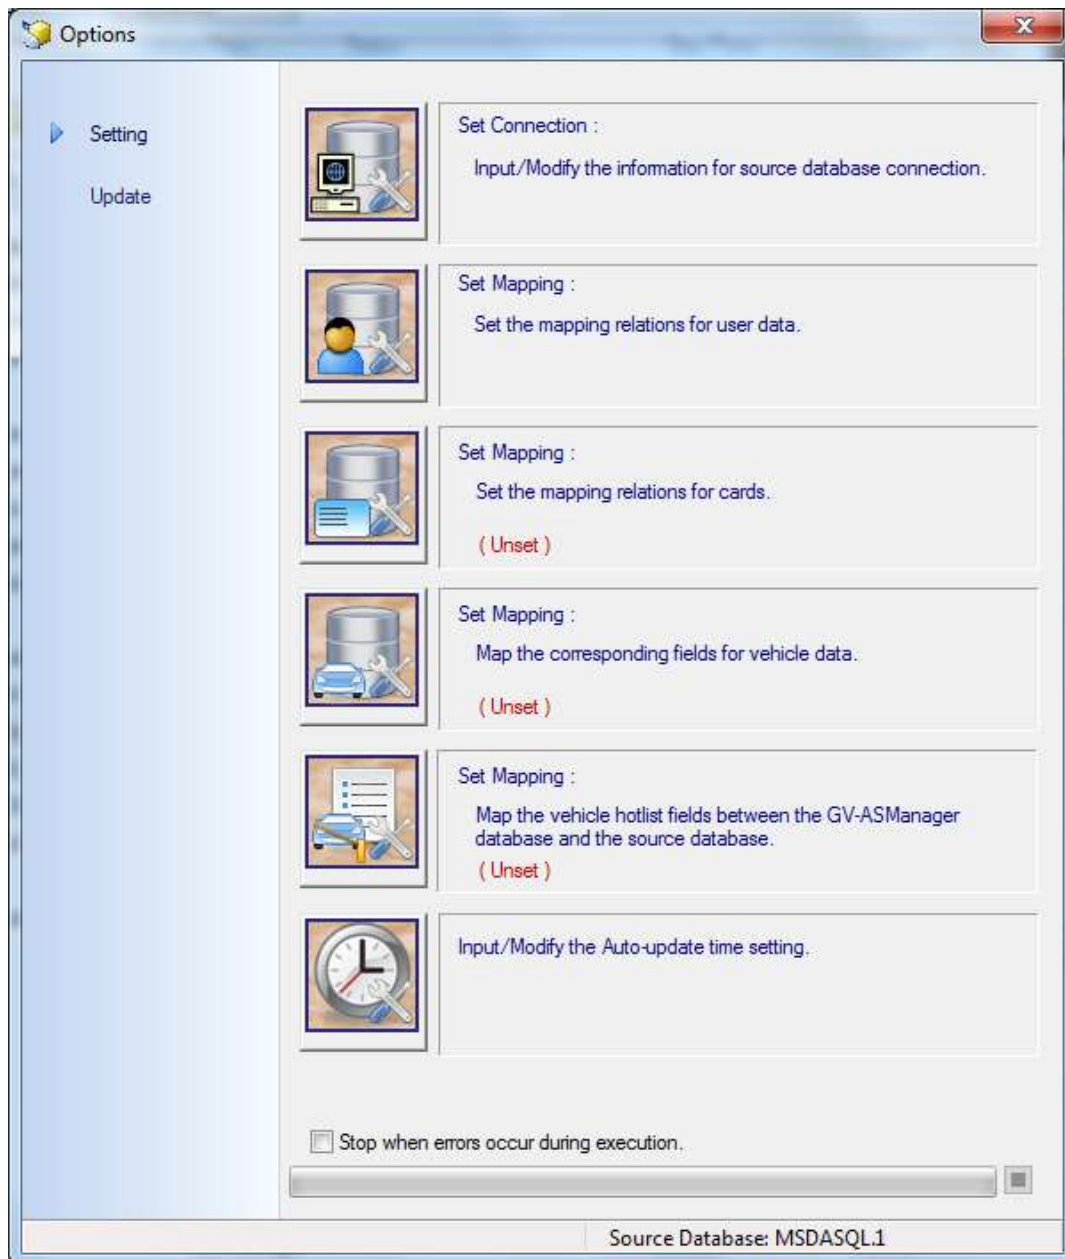 Options
X
Setting
Update
Set Connection :
Input/Modify the information for source database connection.
Set Mapping :
Set the mapping relations for user data.
Set Mapping :
Set the mapping relations for cards.
( Unset )
Set Mapping :
Map the corresponding fields for vehicle data.
( Unset )
Set Mapping :
Map the vehicle hotlist fields between the GV-ASManager
database and the source database.
( Unset )
Input/Modify the Auto-update time setting.
Stop when errors occur during execution.
Source Database: MSDASQL.1